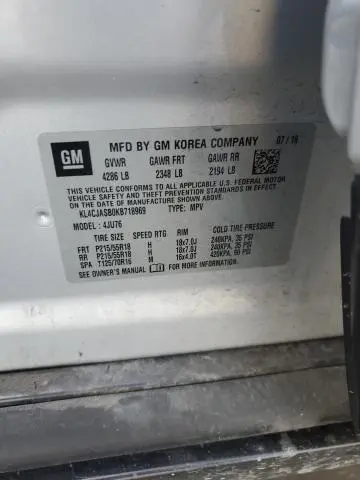 GM
MFD BY GM KOREA COMPANY 07 / 18
GVWR GAWR FRT GAWR RR
4286 LB 2348 LB 2194 LB
THIS VEHICLE CONFORMS TO ALL APPLICABLE U.S. FEDERAL MOTOR
VEHICLE SAFETY, BUMPER, AND THEFT PREVENTION STANDARDS IN
EFFECT ON THE DATE OF MANUFACTURE SHOWN ABOVE.
KL4CJASB0KB718969 TYPE: MPV
MODEL: 4JU76
TIRE SIZE SPEED RTG RIM COLD TIRE PRESSURE
FRT P215/55R18 H 18x7.0J 240KPA, 35 PSI
RR P215/55R18 H 18x7.0J 240KPA, 35 PSI
SPA T125/70R16 M 16x4.0T 420KPA, 60 PSI
SEE OWNER'S MANUAL FOR ADDITIONAL INFORMATION.